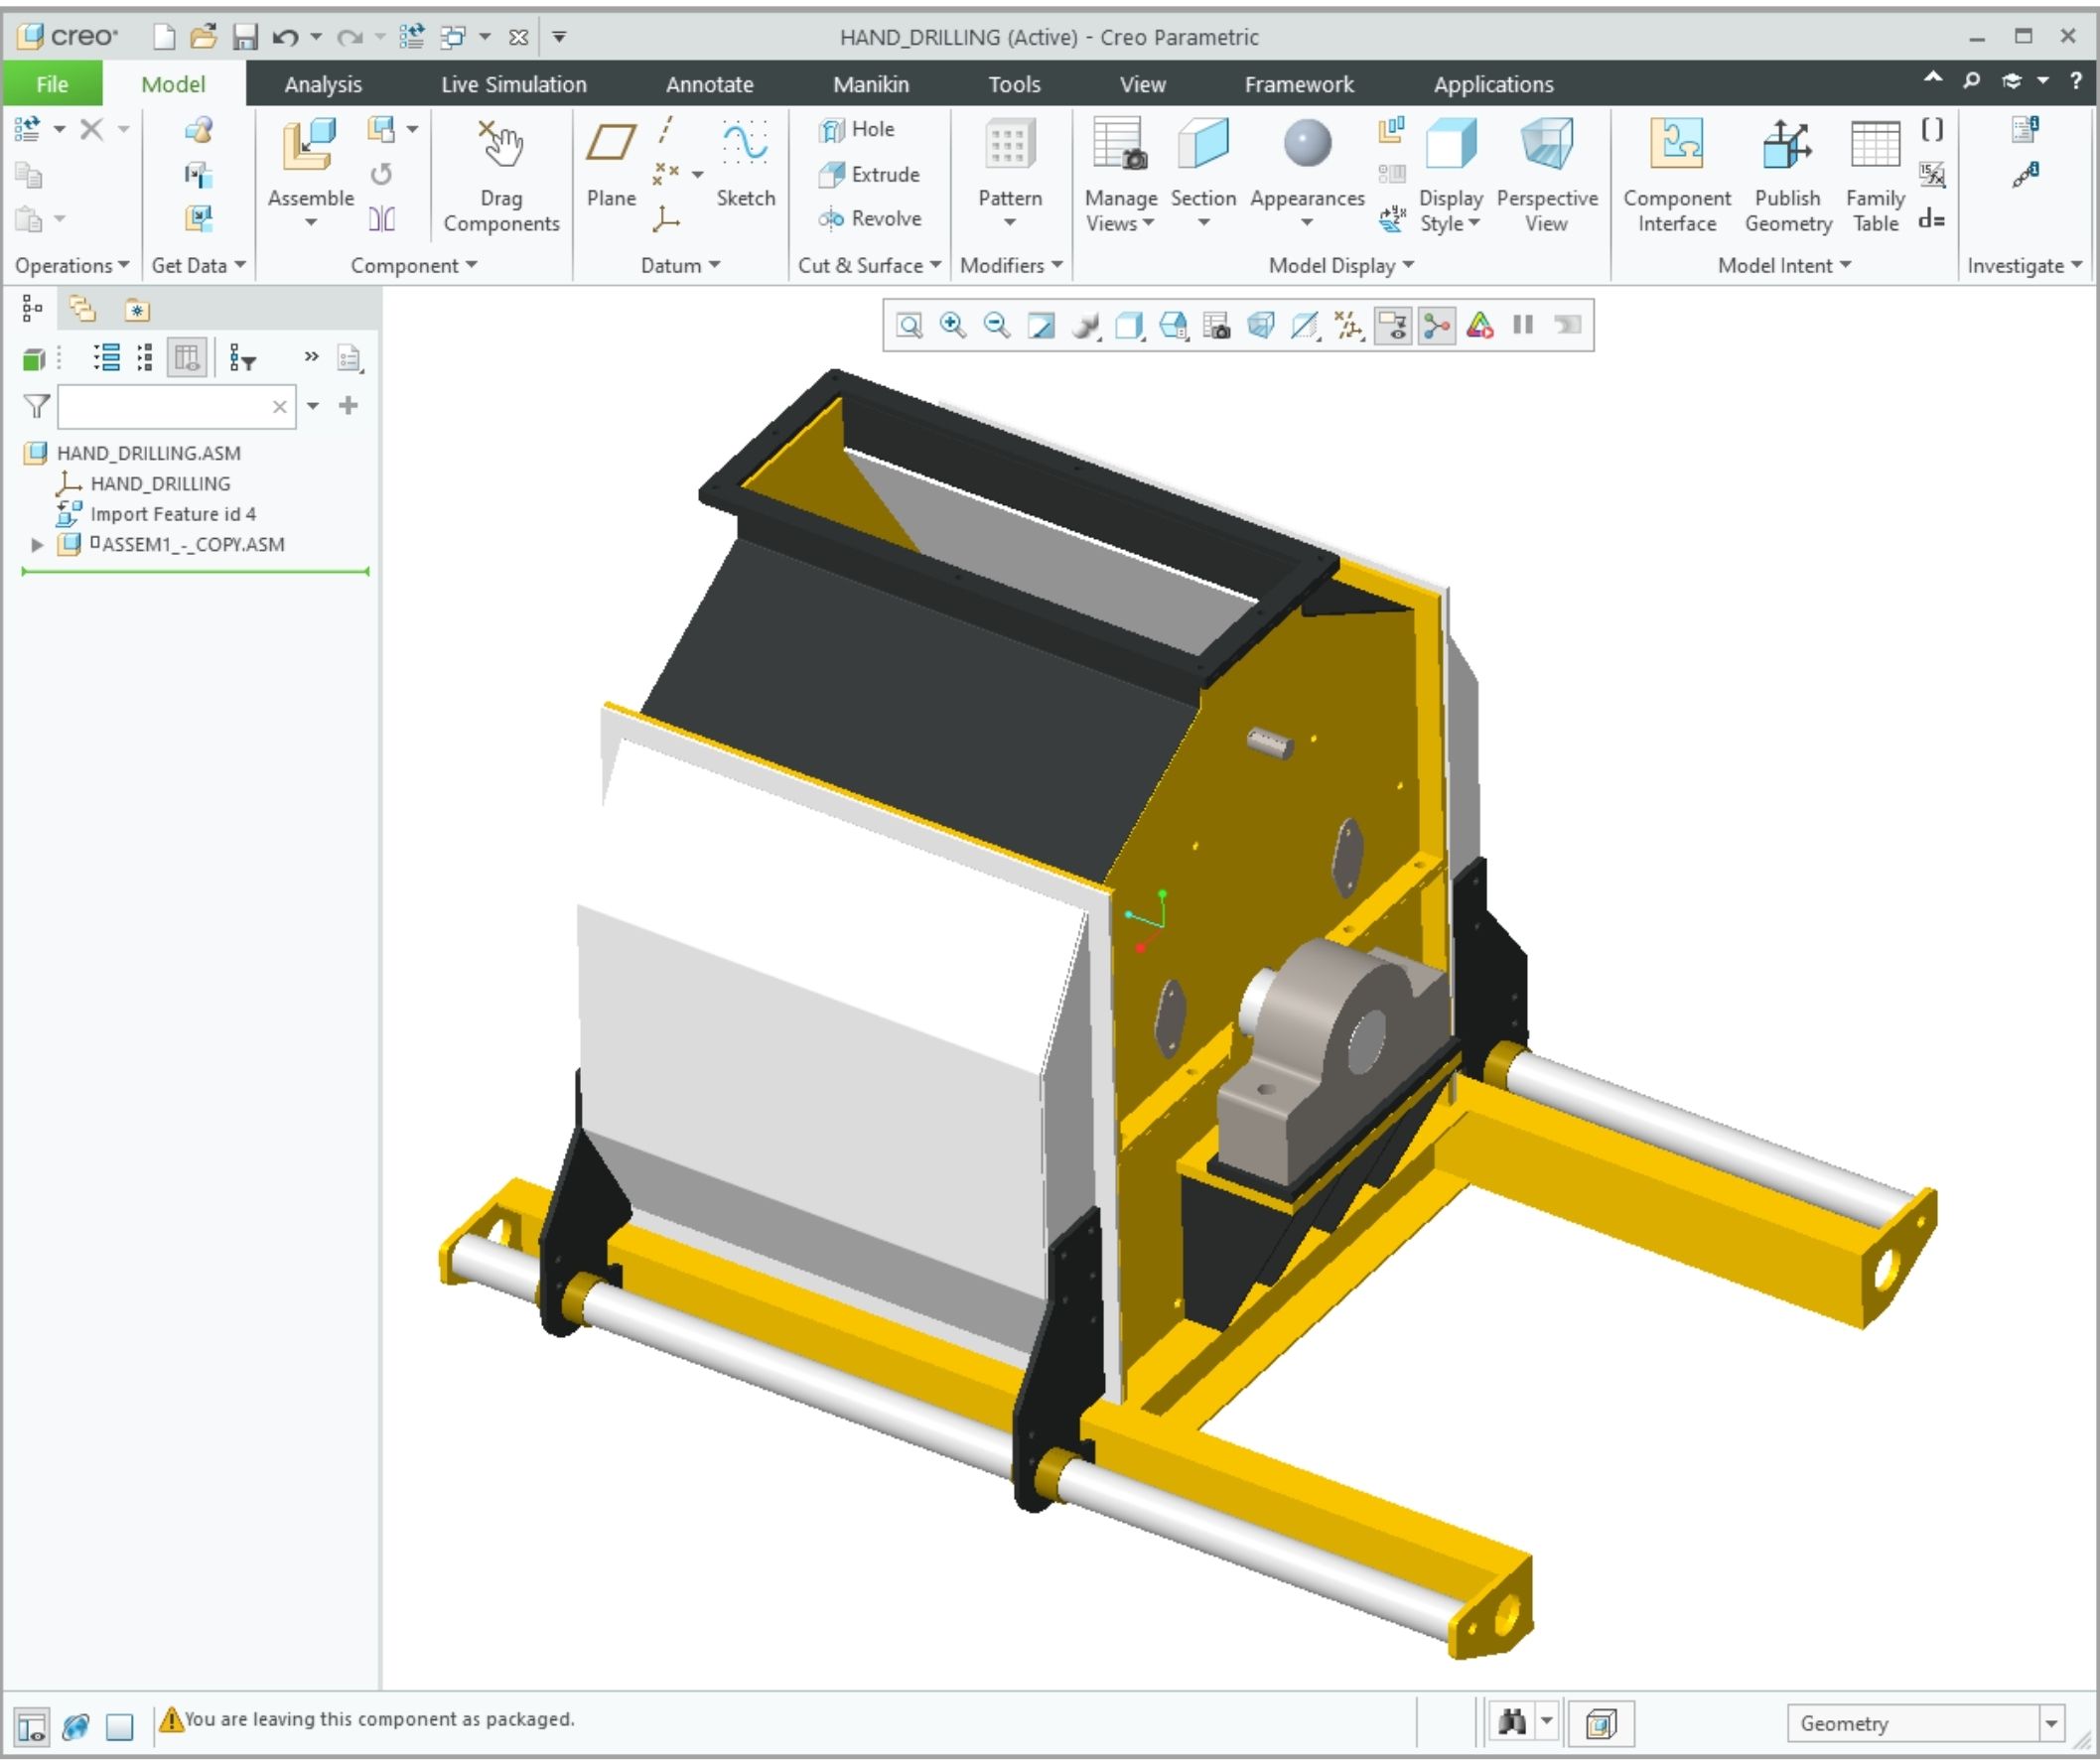 creo
HAND_DRILLING (Active) - Creo Parametric
File
Model
Analysis
Live Simulation
Annotate
Manikin
Tools
View
Framework
Applications
?
Operations
Get Data
Assemble
Drag
Components
Component
Plane
Sketch
Datum
Hole
Extrude
Revolve
Cut & Surface
Pattern
Modifiers
Manage
Views
Section
Appearances
Display
Style
Perspective
View
Model Display
Component
Interface
Publish
Geometry
Family
Table
[ ]
d=
Model Intent
Investigate
HAND_DRILLING.ASM
HAND_DRILLING
Import Feature id 4
ASSEM1_-_COPY.ASM
You are leaving this component as packaged.
Geometry